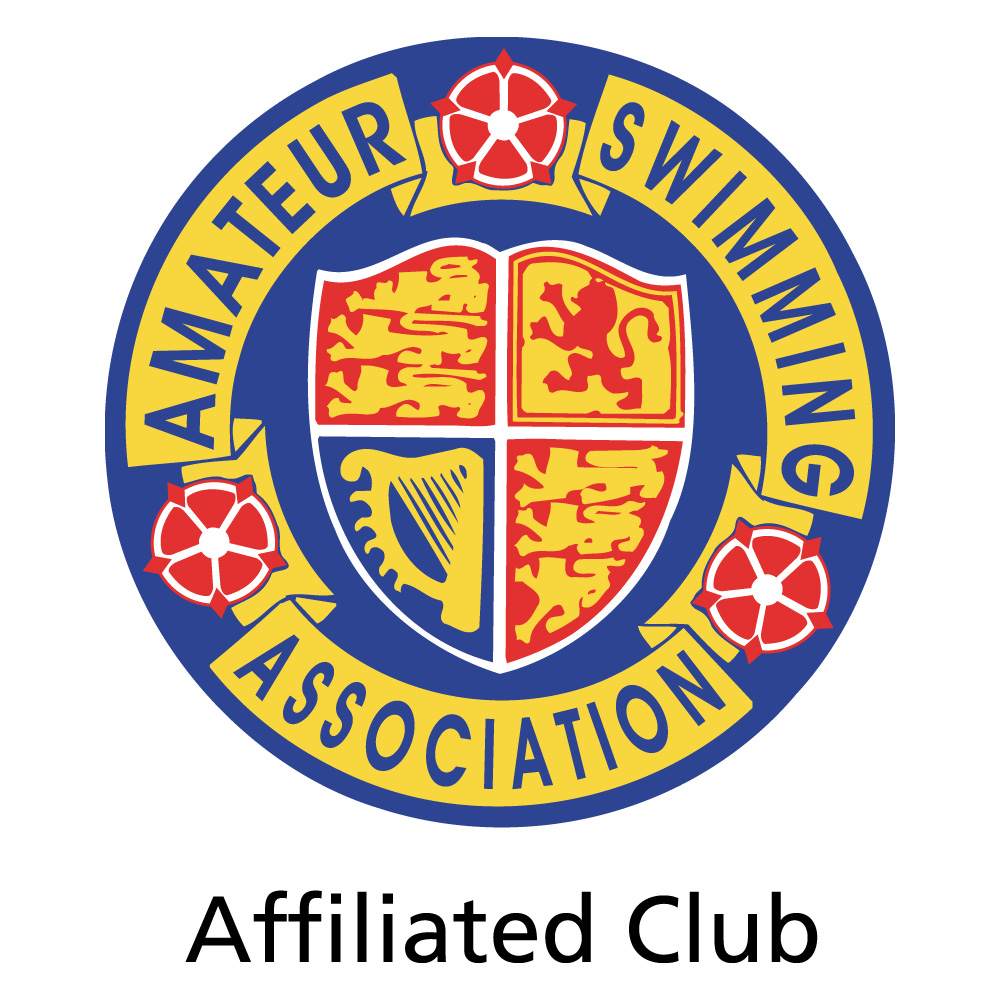 AMATEUR
SWIMMING
ASSOCIATION
Affiliated Club